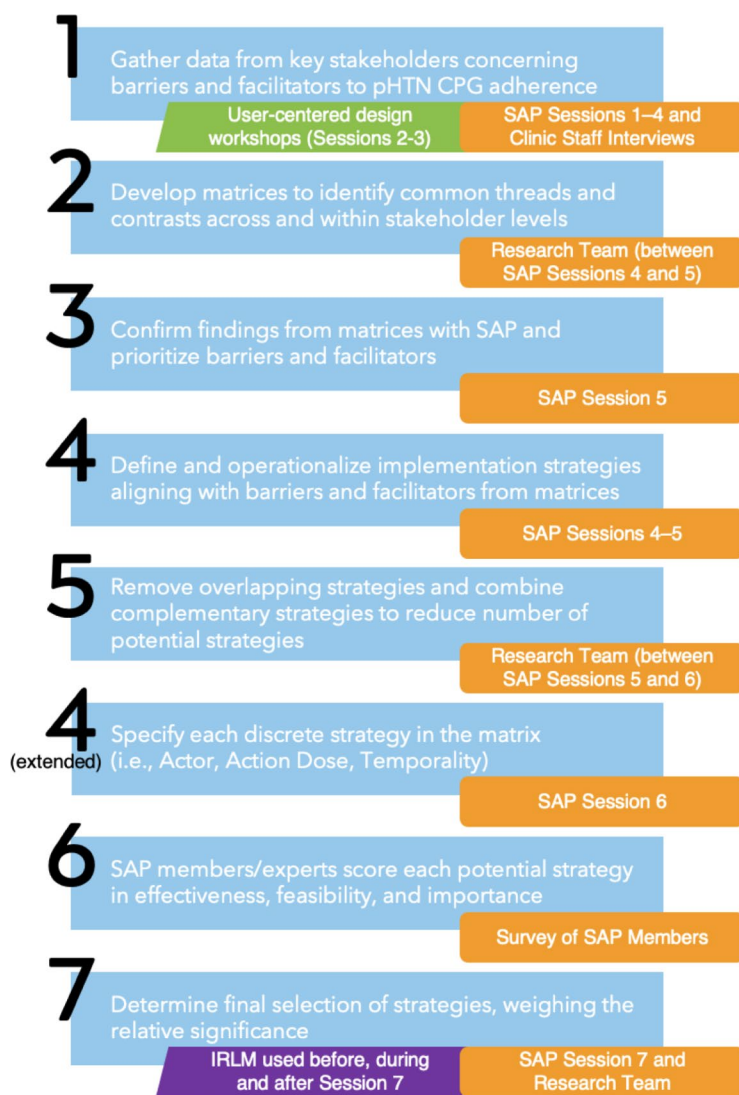 1
Gather data from key stakeholders concerning
barriers and facilitators to pHTN CPG adherence
User-centered design
workshops (Sessions 2-3)
SAP Sessions 1–4 and
Clinic Staff Interviews
2
Develop matrices to identify common threads and
contrasts across and within stakeholder levels
Research Team (between
SAP Sessions 4 and 5)
3
Confirm findings from matrices with SAP and
prioritize barriers and facilitators
SAP Session 5
4
Define and operationalize implementation strategies
aligning with barriers and facilitators from matrices
SAP Sessions 4–5
5
Remove overlapping strategies and combine
complementary strategies to reduce number of
potential strategies
Research Team (between
SAP Sessions 5 and 6)
4
(extended)
Specify each discrete strategy in the matrix
(i.e., Actor, Action Dose, Temporality)
SAP Session 6
6
SAP members/experts score each potential strategy
in effectiveness, feasibility, and importance
Survey of SAP Members
7
Determine final selection of strategies, weighing the
relative significance
IRLM used before, during
and after Session 7
SAP Session 7 and
Research Team